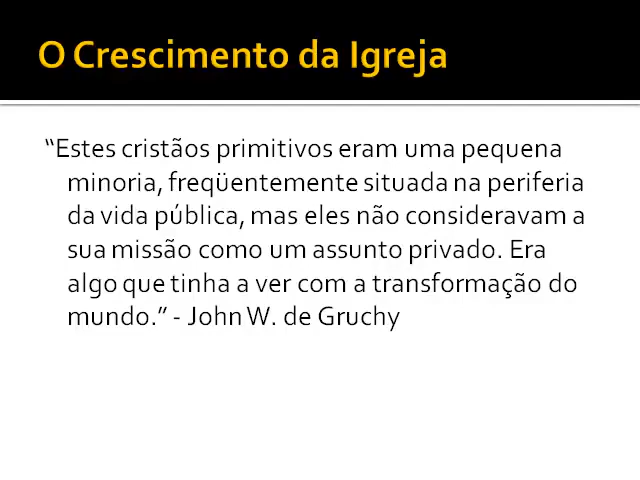 O Crescimento da Igreja
“Estes cristãos primitivos eram uma pequena
minoria, freqüentemente situada na periferia
da vida pública, mas eles não consideravam a
sua missão como um assunto privado. Era
algo que tinha a ver com a transformação do
mundo.” - John W. de Gruchy